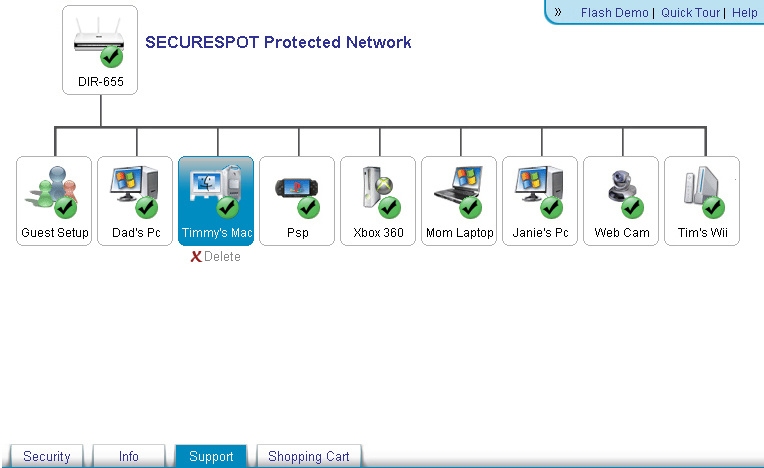 » Flash Demo | Quick Tour | Help
SECURESPOT Protected Network
DIR-655
Guest Setup
Dad's Pc
Timmy's Mac
Psp
Xbox 360
Mom Laptop
Janie's Pc
Web Cam
Tim's Wii
X Delete
Security
Info
Support
Shopping Cart